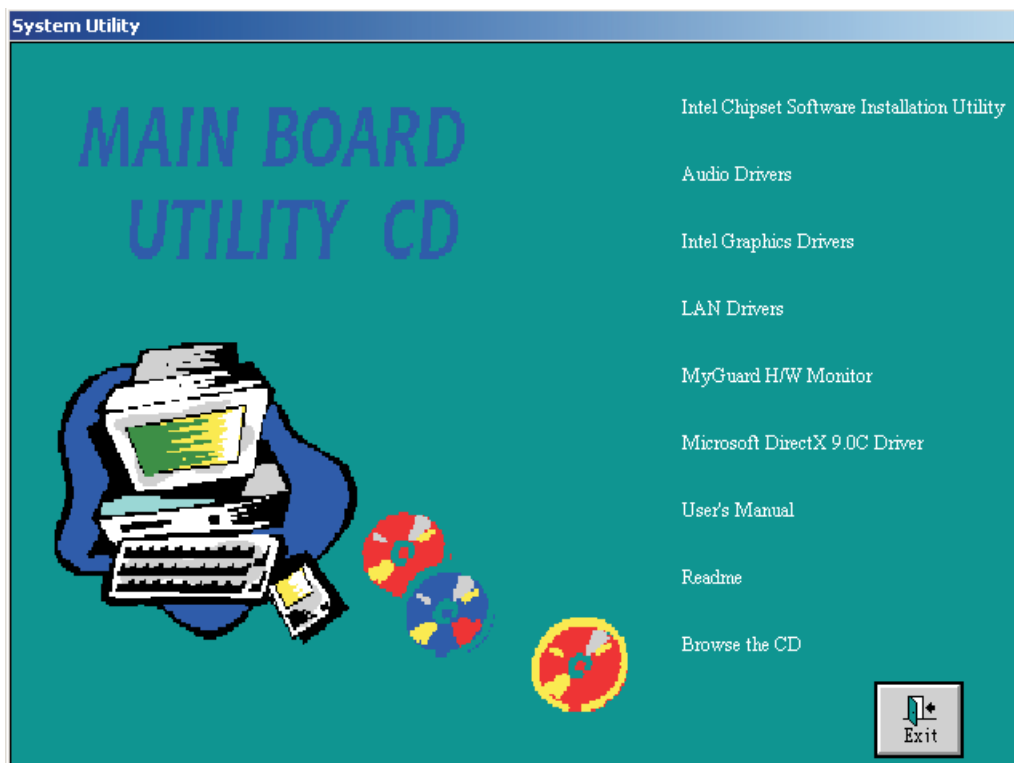 System Utility
MAIN BOARD
UTILITY CD
Intel Chipset Software Installation Utility
Audio Drivers
Intel Graphics Drivers
LAN Drivers
MyGuard H/W Monitor
Microsoft DirectX 9.0C Driver
User's Manual
Readme
Browse the CD
Exit